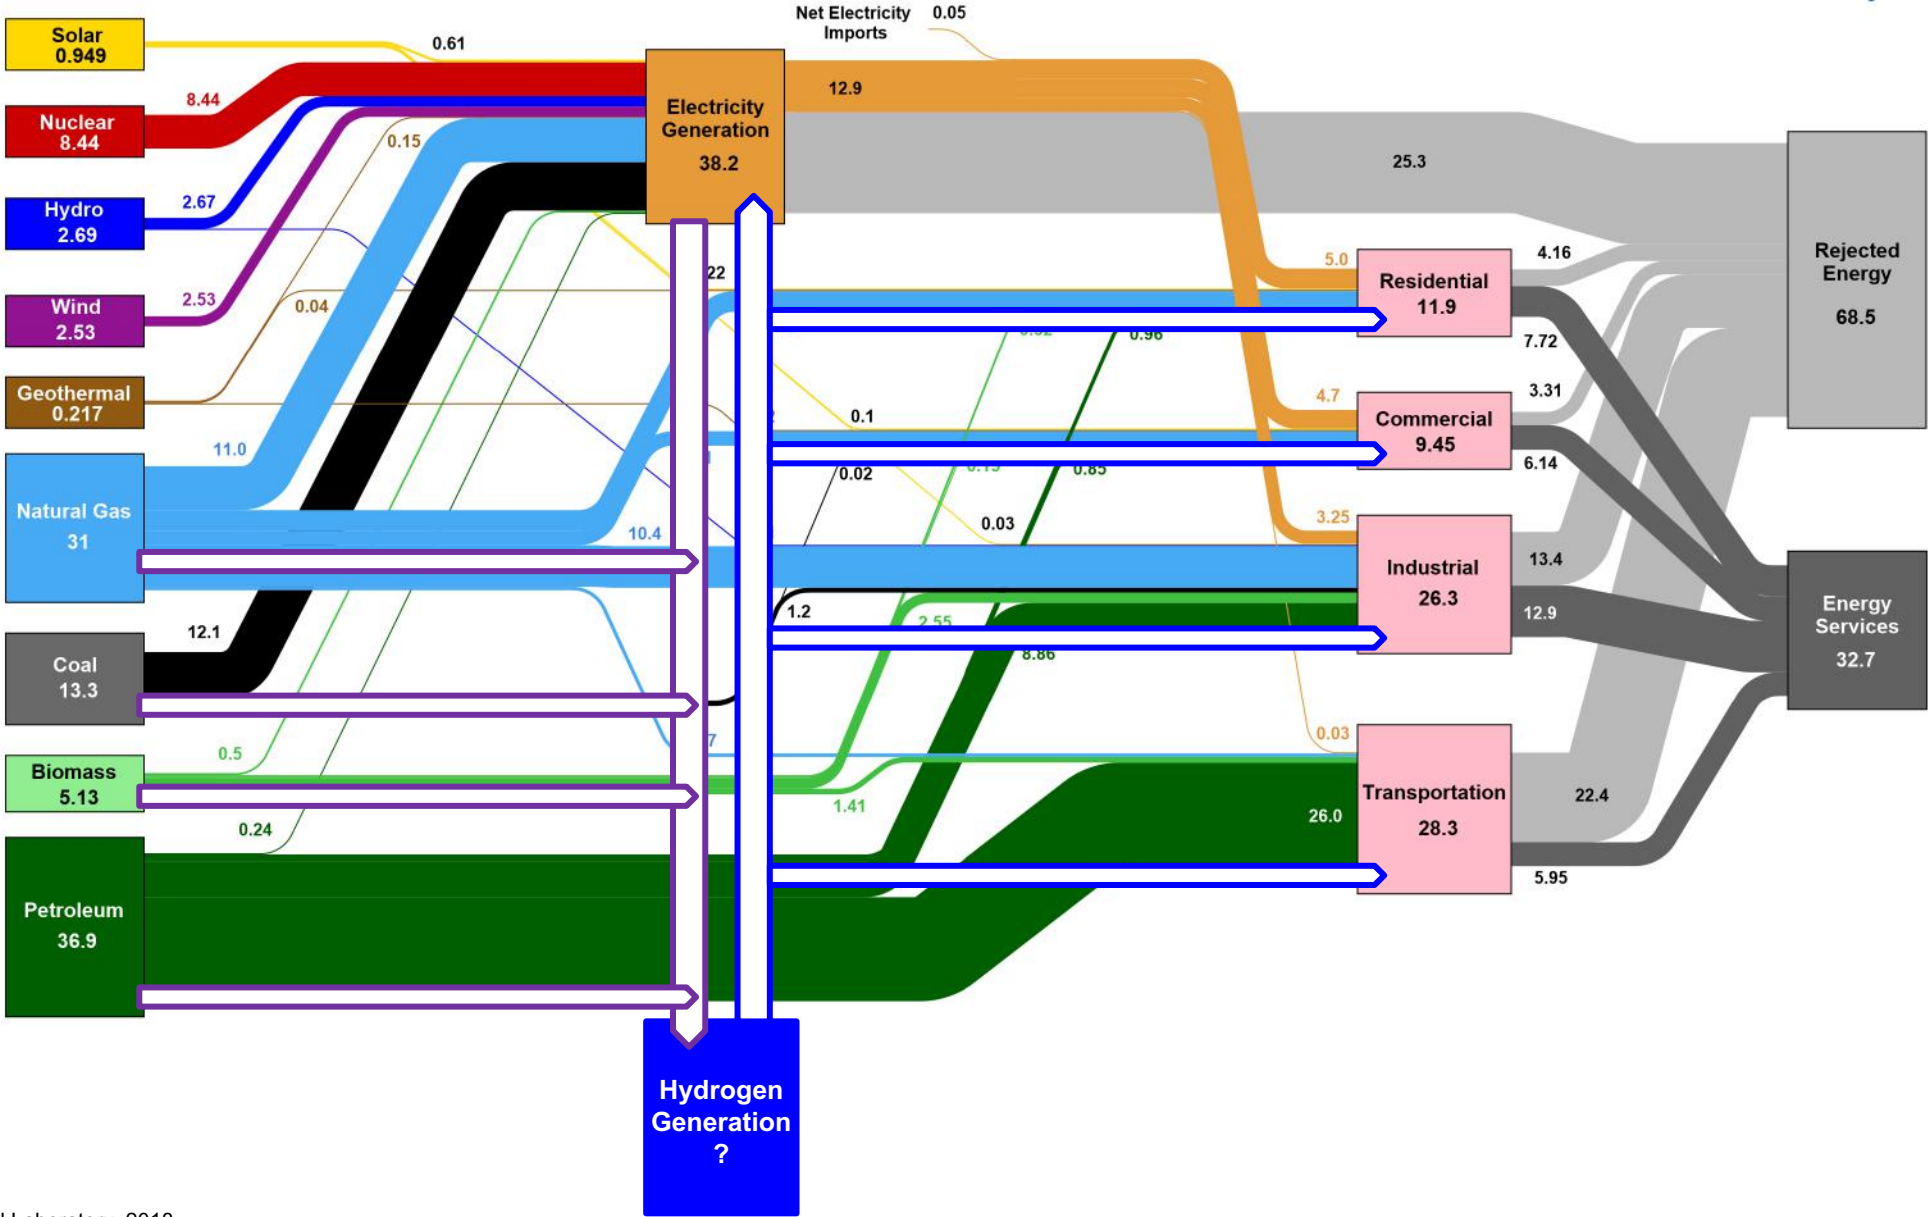 Net Electricity
Imports
0.05
Solar
0.949
0.61
Nuclear
8.44
8.44
Hydro
2.69
2.67
Wind
2.53
2.53
Geothermal
0.217
0.15
0.04
Natural Gas
31
11.0
10.4
Coal
13.3
12.1
Biomass
5.13
0.5
Petroleum
36.9
0.24
Electricity
Generation
38.2
12.9
25.3
22
0.96
0.1
0.02
0.85
0.03
1.2
2.55
8.86
7
1.41
26.0
5.0
4.7
3.25
0.03
Residential
11.9
Commercial
9.45
Industrial
26.3
Transportation
28.3
4.16
7.72
3.31
6.14
13.4
12.9
22.4
5.95
Rejected
Energy
68.5
Energy
Services
32.7
Hydrogen
Generation
?